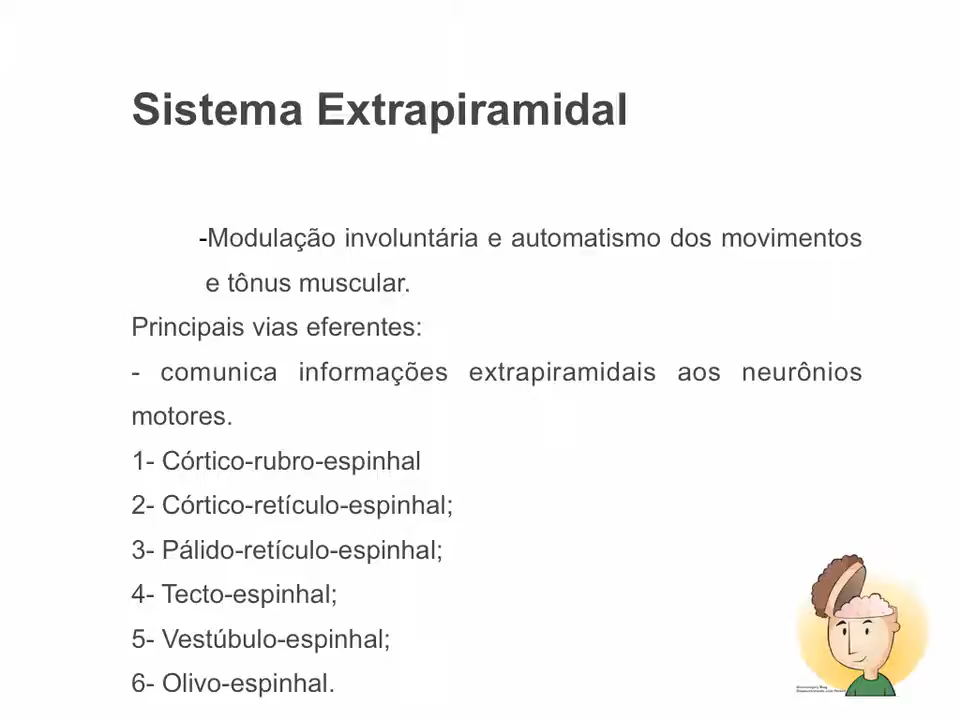 Sistema Extrapiramidal
-Modulação involuntária e automatismo dos movimentos
e tônus muscular.
Principais vias eferentes:
- comunica informações extrapiramidais aos neurônios
motores.
1- Córtico-rubro-espinhal
2- Córtico-retículo-espinhal;
3- Pálido-retículo-espinhal;
4- Tecto-espinhal;
5- Vestúbulo-espinhal;
6- Olivo-espinhal.